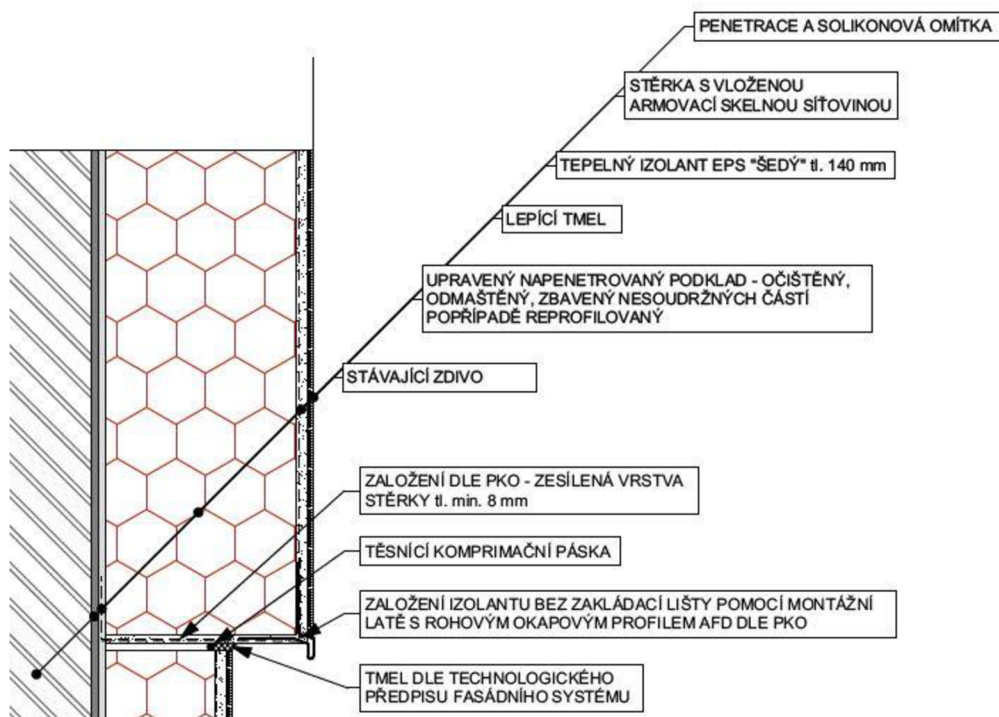 PENETRACE A SOLIKONOVÁ OMÍTKA
STĚRKA S VLOŽENOU
ARMOVACÍ SKELNOU SÍŤOVINOU
TEPELNÝ IZOLANT EPS "ŠEDÝ" tl. 140 mm
LEPÍCÍ TMEL
UPRAVENÝ NAPENETROVANÝ PODKLAD - OČIŠTĚNÝ,
ODMAŠTĚNÝ, ZBAVENÝ NESOUDRŽNÝCH ČÁSTÍ
POPŘÍPADĚ REPROFILOVANÝ
STÁVAJÍCÍ ZDIVO
ZALOŽENÍ DLE PKO - ZESÍLENÁ VRSTVA
STĚRKY tl. min. 8 mm
TĚSNÍCÍ KOMPRIMAČNÍ PÁSKA
ZALOŽENÍ IZOLANTU BEZ ZAKLÁDACÍ LIŠTY POMOCÍ MONTÁŽNÍ
LATĚ S ROHOVÝM OKAPOVÝM PROFILEM AFD DLE PKO
TMEL DLE TECHNOLOGICKÉHO
PŘEDPISU FASÁDNÍHO SYSTÉMU